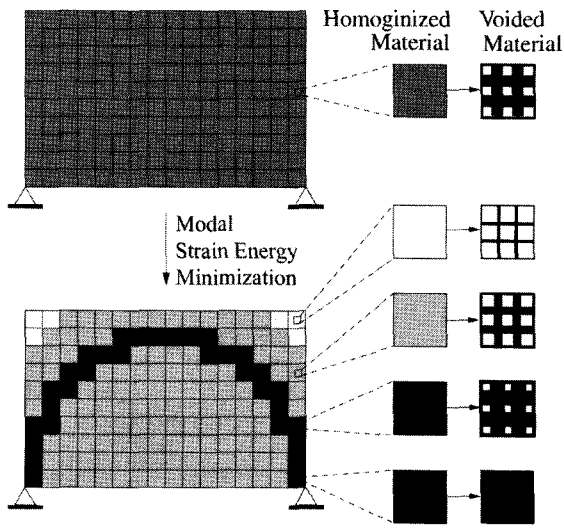 Homoginized Voided
Material Material
Modal
Strain Energy
Minimization